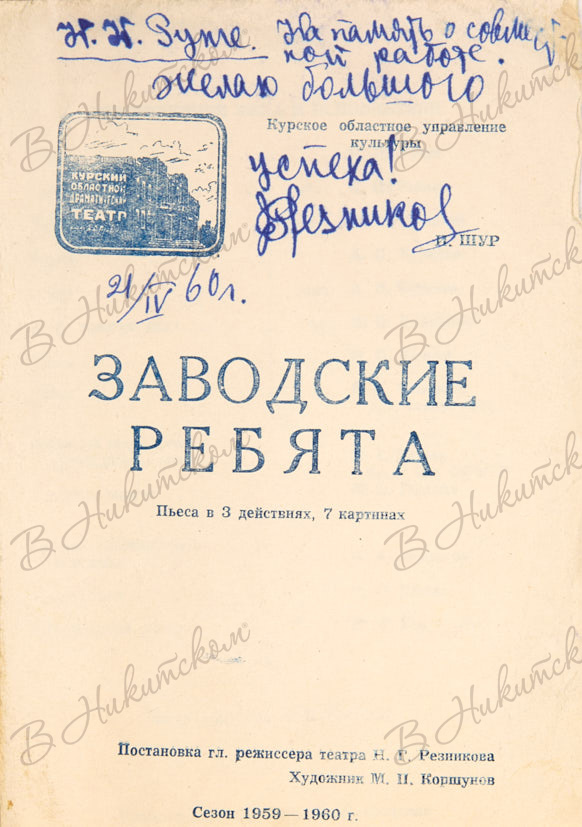 Н. Н. Рунге. На память о совмест-
ной работе.
Желаю большого
Курское областное управление
культуры
успеха!
КУРСКИЙ
ОБЛАСТНОЙ
ДРАМАТИЧЕСКИЙ
ТЕАТР
Резников
ШУР
21/IV 60 г.
ЗАВОДСКИЕ
РЕБЯТА
Пьеса в 3 действиях, 7 картинах
Постановка гл. режиссера театра Н. Г. Резникова
Художник М. И. Коршунов
Сезон 1959—1960 г.
В Никитском